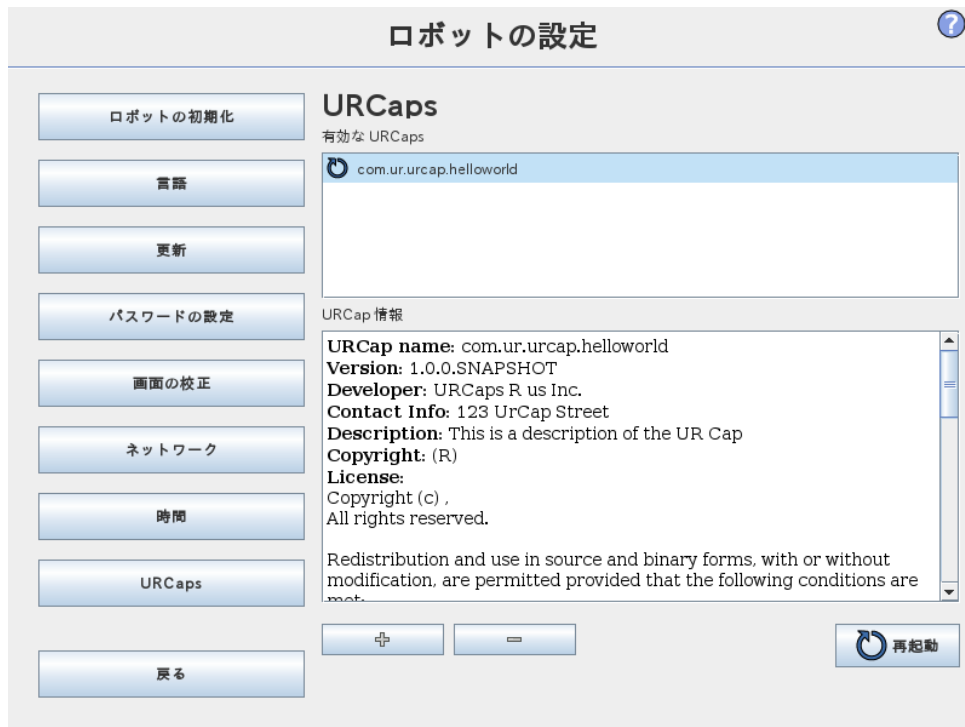 ロボットの設定
?
ロボットの初期化
言語
更新
パスワードの設定
画面の校正
ネットワーク
時間
URCaps
戻る
URCaps
有効な URCaps
com.ur.urcap.helloworld
URCap 情報
URCap name: com.ur.urcap.helloworld
Version: 1.0.0.SNAPSHOT
Developer: URCaps R us Inc.
Contact Info: 123 UrCap Street
Description: This is a description of the UR Cap
Copyright: (R)
License:
Copyright (c) ,
All rights reserved.
Redistribution and use in source and binary forms, with or without
modification, are permitted provided that the following conditions are
met:
再起動